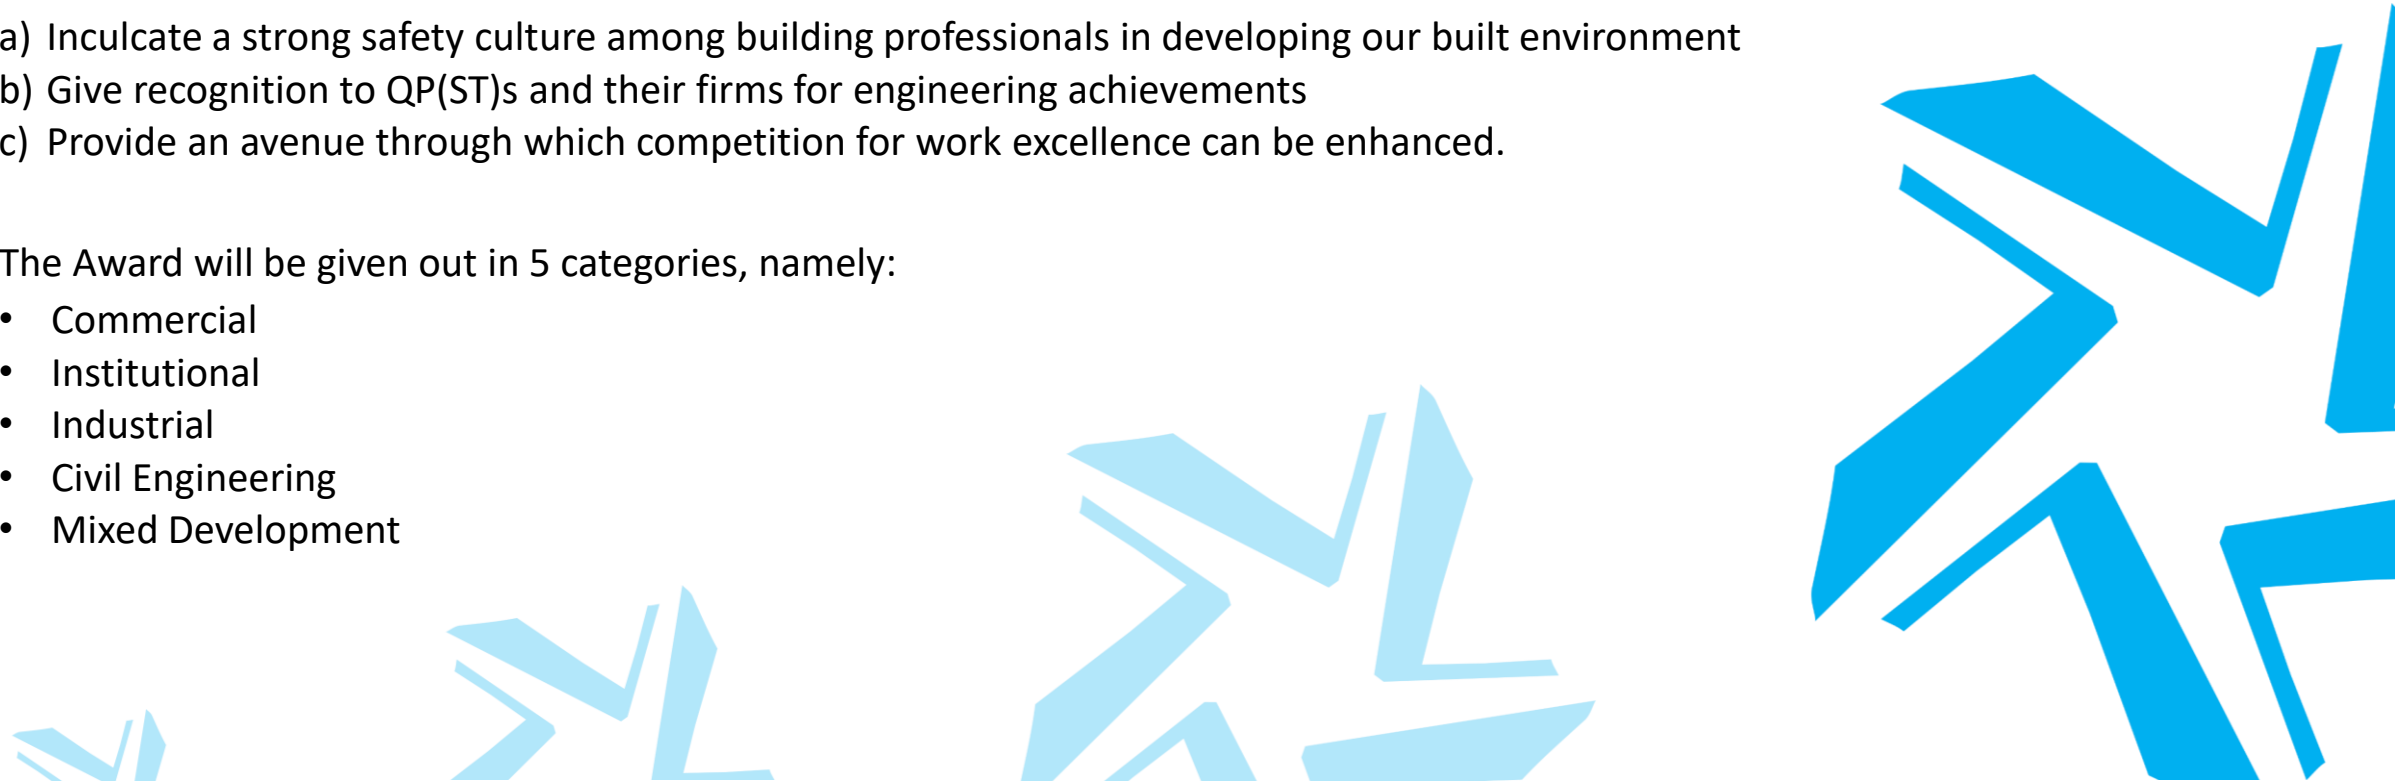 a) Inculcate a strong safety culture among building professionals in developing our built environment
b) Give recognition to QP(ST)s and their firms for engineering achievements
c) Provide an avenue through which competition for work excellence can be enhanced.
The Award will be given out in 5 categories, namely:
• Commercial
• Institutional
• Industrial
• Civil Engineering
• Mixed Development